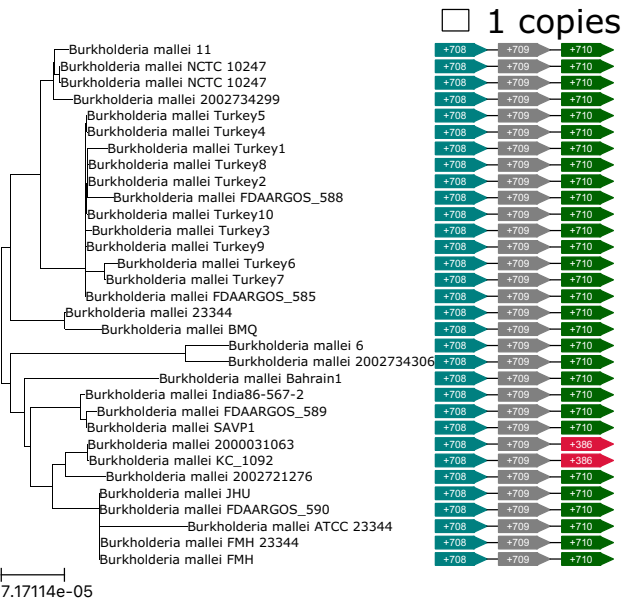 1 copies
Burkholderia mallei 11 +708 +709 +710
Burkholderia mallei NCTC 10247 +708 +709 +710
Burkholderia mallei NCTC 10247 +708 +709 +710
Burkholderia mallei 2002734299 +708 +709 +710
Burkholderia mallei Turkey5 +708 +709 +710
Burkholderia mallei Turkey4 +708 +709 +710
Burkholderia mallei Turkey1 +708 +709 +710
Burkholderia mallei Turkey8 +708 +709 +710
Burkholderia mallei Turkey2 +708 +709 +710
Burkholderia mallei FDAARGOS_588 +708 +709 +710
Burkholderia mallei Turkey10 +708 +709 +710
Burkholderia mallei Turkey3 +708 +709 +710
Burkholderia mallei Turkey9 +708 +709 +710
Burkholderia mallei Turkey6 +708 +709 +710
Burkholderia mallei Turkey7 +708 +709 +710
Burkholderia mallei FDAARGOS_585 +708 +709 +710
Burkholderia mallei 23344 +708 +709 +710
Burkholderia mallei BMQ +708 +709 +710
Burkholderia mallei 6 +708 +709 +710
Burkholderia mallei 2002734306 +708 +709 +710
Burkholderia mallei Bahrain1 +708 +709 +710
Burkholderia mallei India86-567-2 +708 +709 +710
Burkholderia mallei FDAARGOS_589 +708 +709 +710
Burkholderia mallei SAVP1 +708 +709 +710
Burkholderia mallei 2000031063 +708 +709 +386
Burkholderia mallei KC_1092 +708 +709 +386
Burkholderia mallei 2002721276 +708 +709 +710
Burkholderia mallei JHU +708 +709 +710
Burkholderia mallei FDAARGOS_590 +708 +709 +710
Burkholderia mallei ATCC 23344 +708 +709 +710
Burkholderia mallei FMH 23344 +708 +709 +710
Burkholderia mallei FMH +708 +709 +710
7.17114e-05